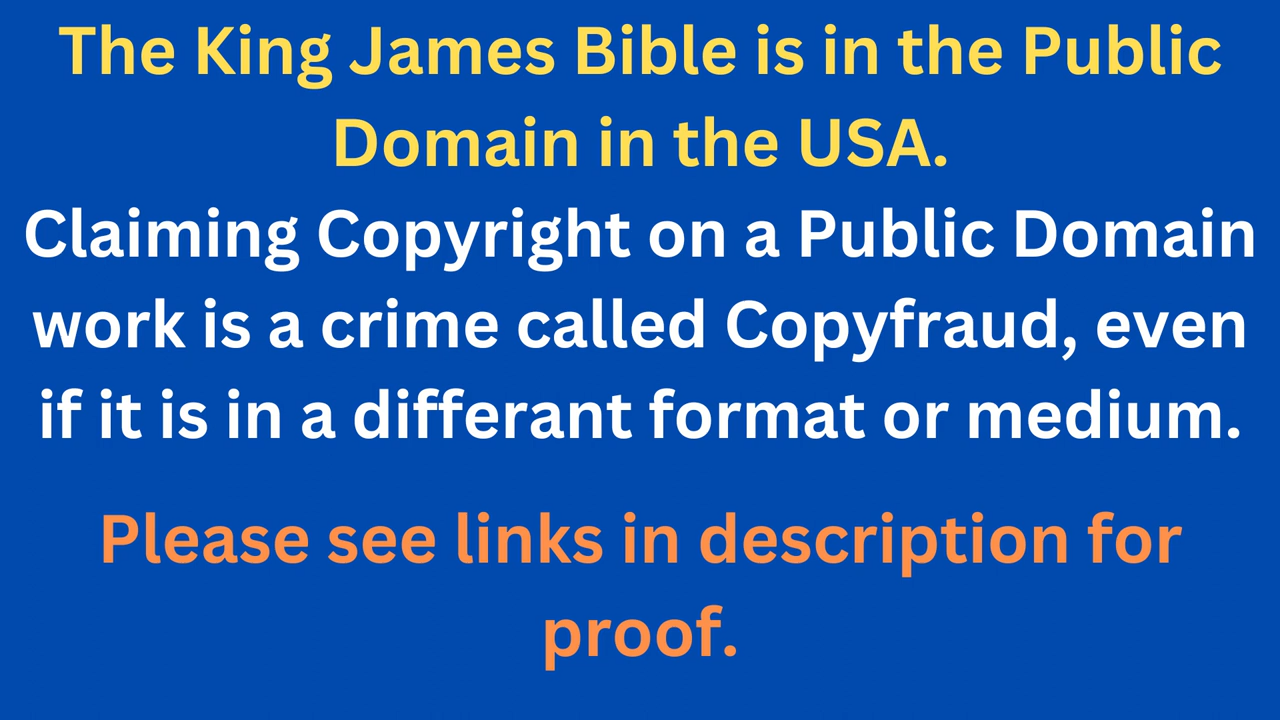 The King James Bible is in the Public
Domain in the USA.
Claiming Copyright on a Public Domain
work is a crime called Copyfraud, even
if it is in a differant format or medium.
Please see links in description for
proof.